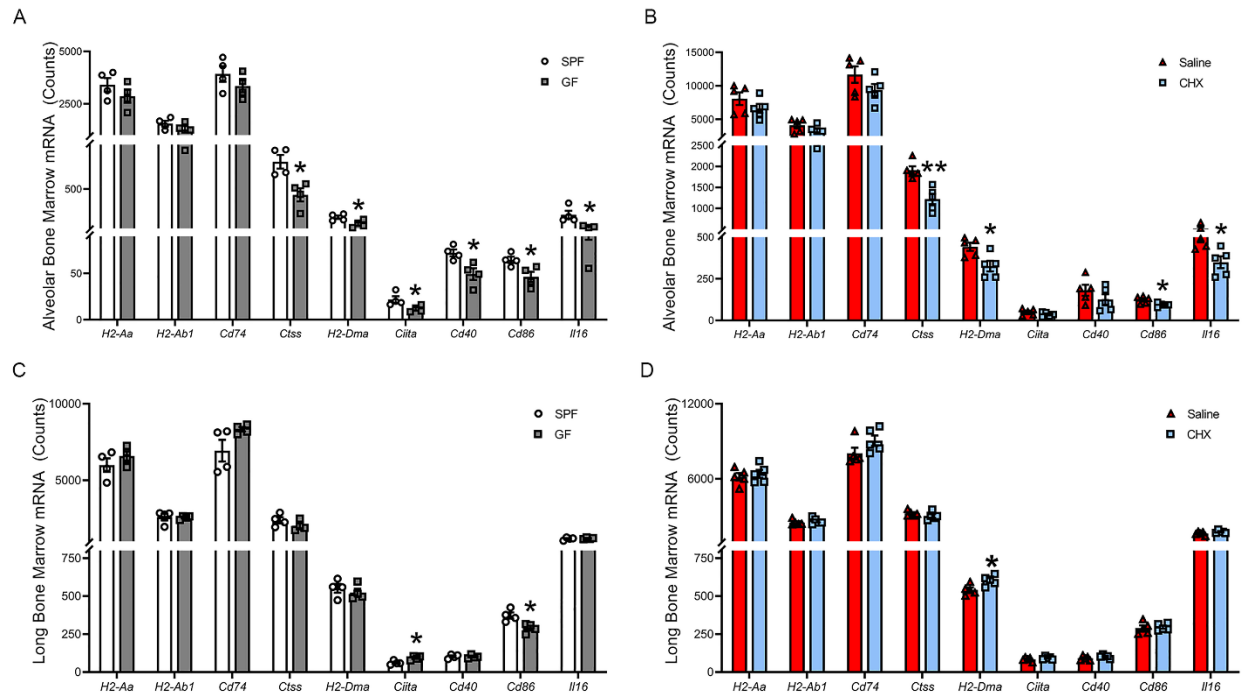 A
Alveolar Bone Marrow mRNA (Counts)
5000
2500
500
50
0
SPF
GF
*
*
*
*
*
*
H2-Aa H2-Ab1 Cd74 Ctss H2-Dma Ciita Cd40 Cd86 Il16
B
Alveolar Bone Marrow mRNA (Counts)
15000
10000
5000
2500
2000
1500
1000
500
250
0
Saline
CHX
**
*
*
*
H2-Aa H2-Ab1 Cd74 Ctss H2-Dma Ciita Cd40 Cd86 Il16
C
Long Bone Marrow mRNA (Counts)
10000
5000
750
500
250
0
SPF
GF
*
*
H2-Aa H2-Ab1 Cd74 Ctss H2-Dma Ciita Cd40 Cd86 Il16
D
Long Bone Marrow mRNA (Counts)
12000
6000
750
500
250
0
Saline
CHX
*
H2-Aa H2-Ab1 Cd74 Ctss H2-Dma Ciita Cd40 Cd86 Il16